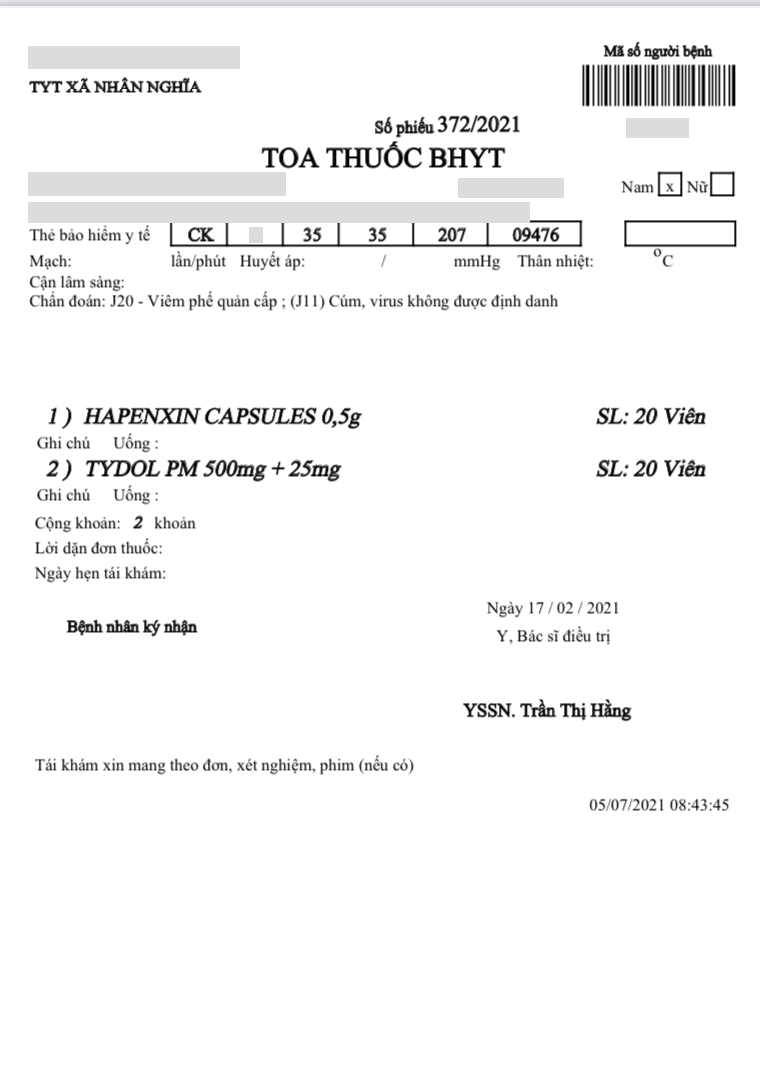 Mã số người bệnh
TYT XÃ NHÂN NGHĨA
Số phiếu 372/2021
TOA THUỐC BHYT
Nam x Nữ
Thẻ bảo hiểm y tế CK 35 35 207 09476
Mạch: lần/phút Huyết áp: / mmHg Thân nhiệt: °C
Cận lâm sàng:
Chẩn đoán: J20 - Viêm phế quản cấp ; (J11) Cúm, virus không được định danh
1 ) HAPENXIN CAPSULES 0,5g SL: 20 Viên
Ghi chú Uống :
2 ) TYDOL PM 500mg + 25mg SL: 20 Viên
Ghi chú Uống :
Cộng khoản: 2 khoản
Lời dặn đơn thuốc:
Ngày hẹn tái khám:
Ngày 17 / 02 / 2021
Bệnh nhân ký nhận
Y, Bác sĩ điều trị
YSSN. Trần Thị Hằng
Tái khám xin mang theo đơn, xét nghiệm, phim (nếu có)
05/07/2021 08:43:45